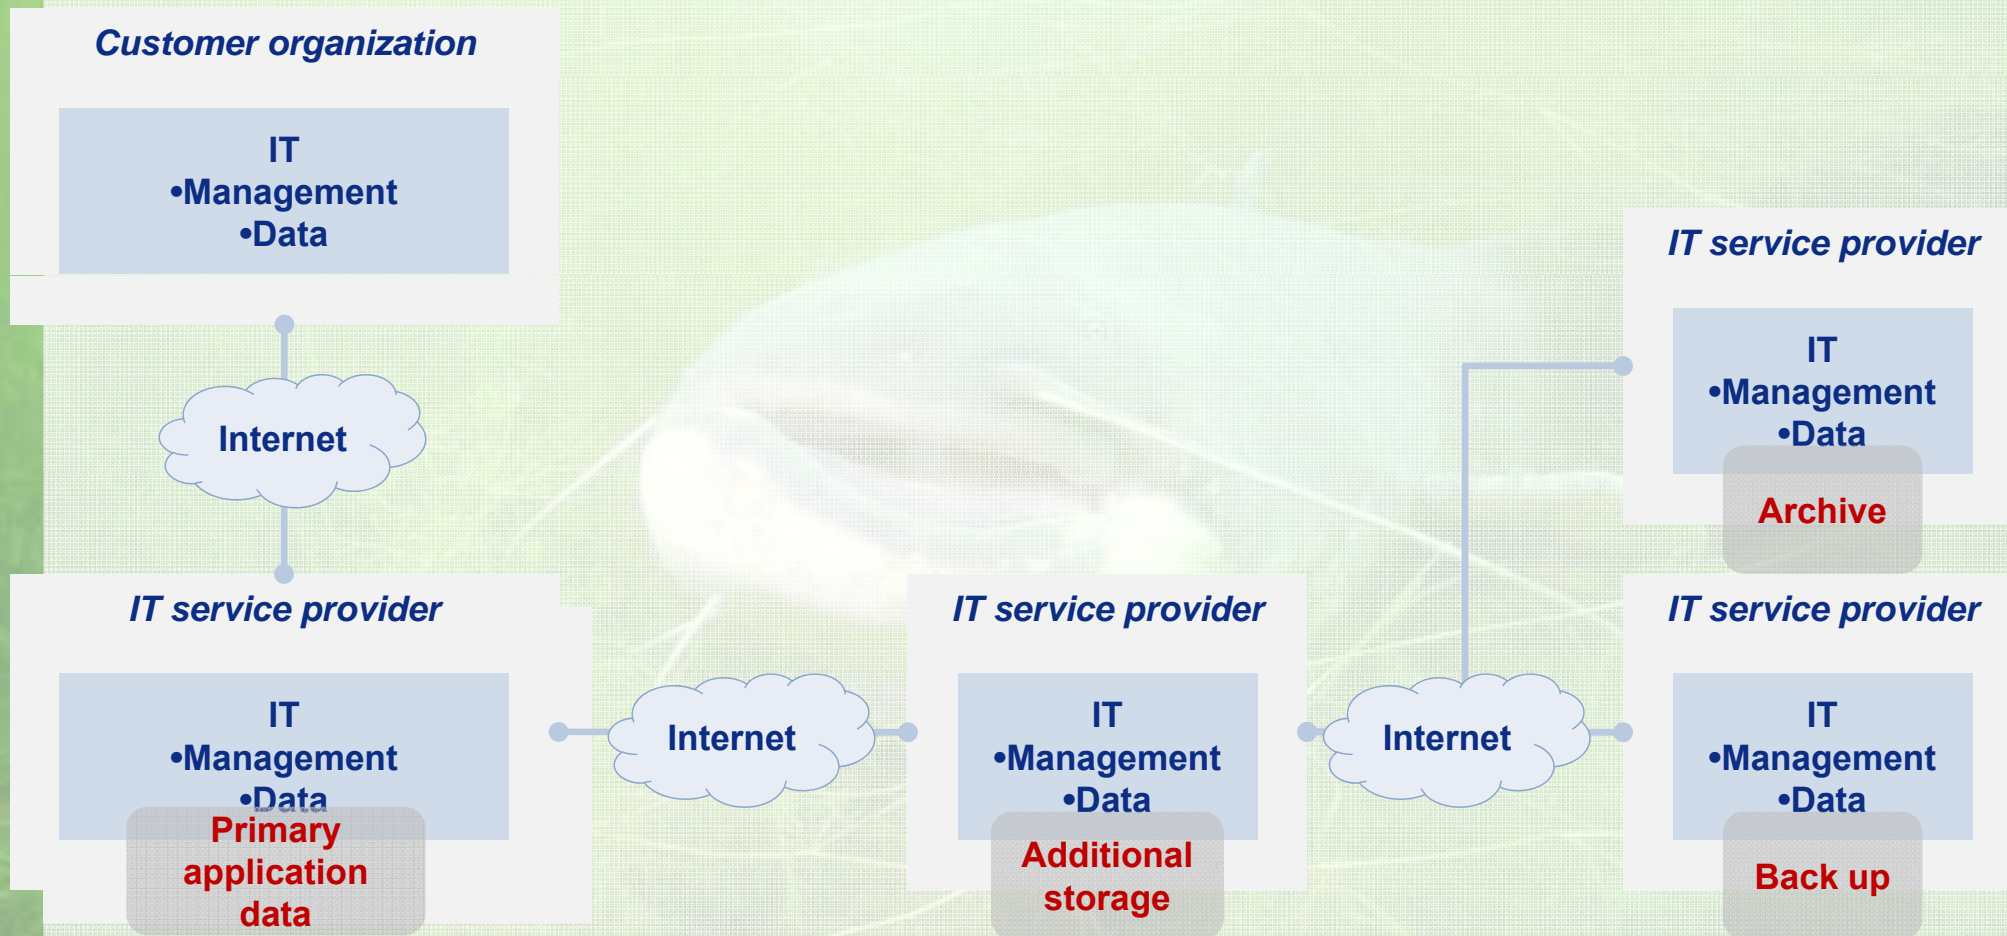 Customer organization
IT
•Management
•Data
Internet
IT service provider
IT
•Management
•Data
Primary
application
data
Internet
IT service provider
IT
•Management
•Data
Additional
storage
Internet
IT service provider
IT
•Management
•Data
Archive
IT service provider
IT
•Management
•Data
Back up